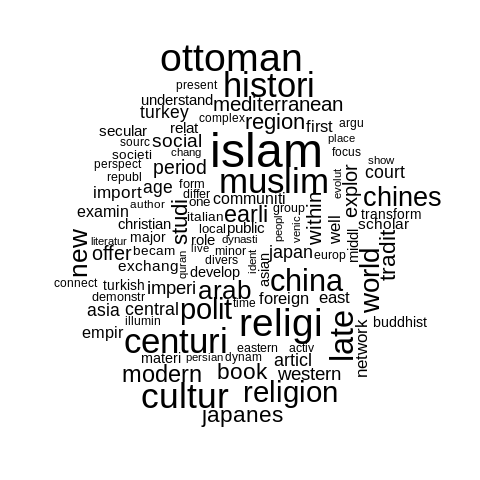 ottoman
present histori
understand mediterranean
turkey complex region first argu
secular relat place
sourc social islam focus
societi chang show
perspect period court
republ muslim evolut explor
import age form differ communiti chines
author one
examin studi italian earli group within transform
christian local public peopl venic well scholar
literatur major role dynasti
new becam live minor japan middl tradit
offer quran divers ident europ
exchang develop asian world
connect turkish imperi arab china
demonstr time foreign east
asia central polit religi late
illumin buddhist
empir centuri network
eastern activ
materi persian dynam articl
modern book western
cultur religion
japanes